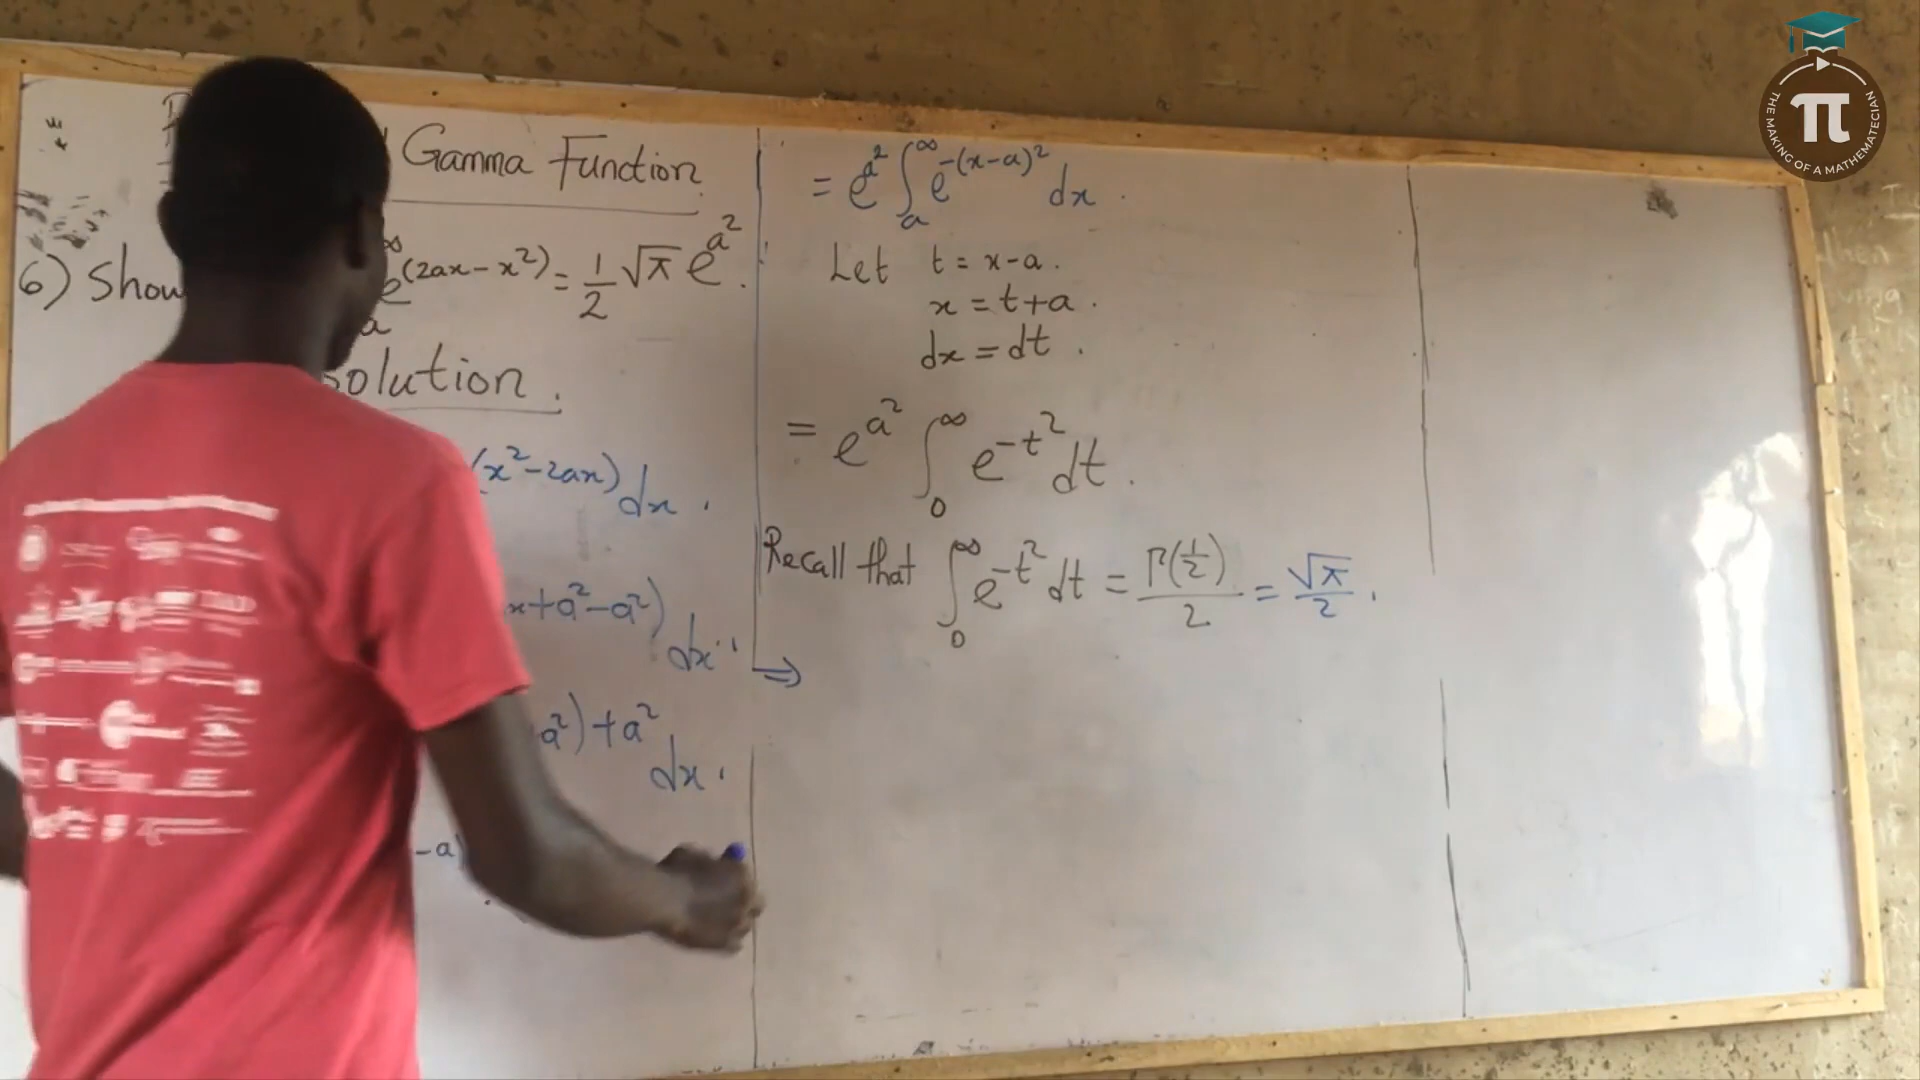 Gamma Function.
6) Show
∞
e^(2ax-x²) = 1/2 √π e^a² .
a
Solution.
(x²-2ax) dx .
x+a²-a²) dx .
a²) + a² dx .
-a)
= e^a² ∫_a^∞ e^-(x-a)² dx .
Let t = x-a .
x = t+a .
dx = dt .
= e^a² ∫_0^∞ e^-t² dt .
Recall that ∫_0^∞ e^-t² dt = Γ(1/2)/2 = √π/2 .
⇒
π
THE MAKING OF A MATHEMATECIAN